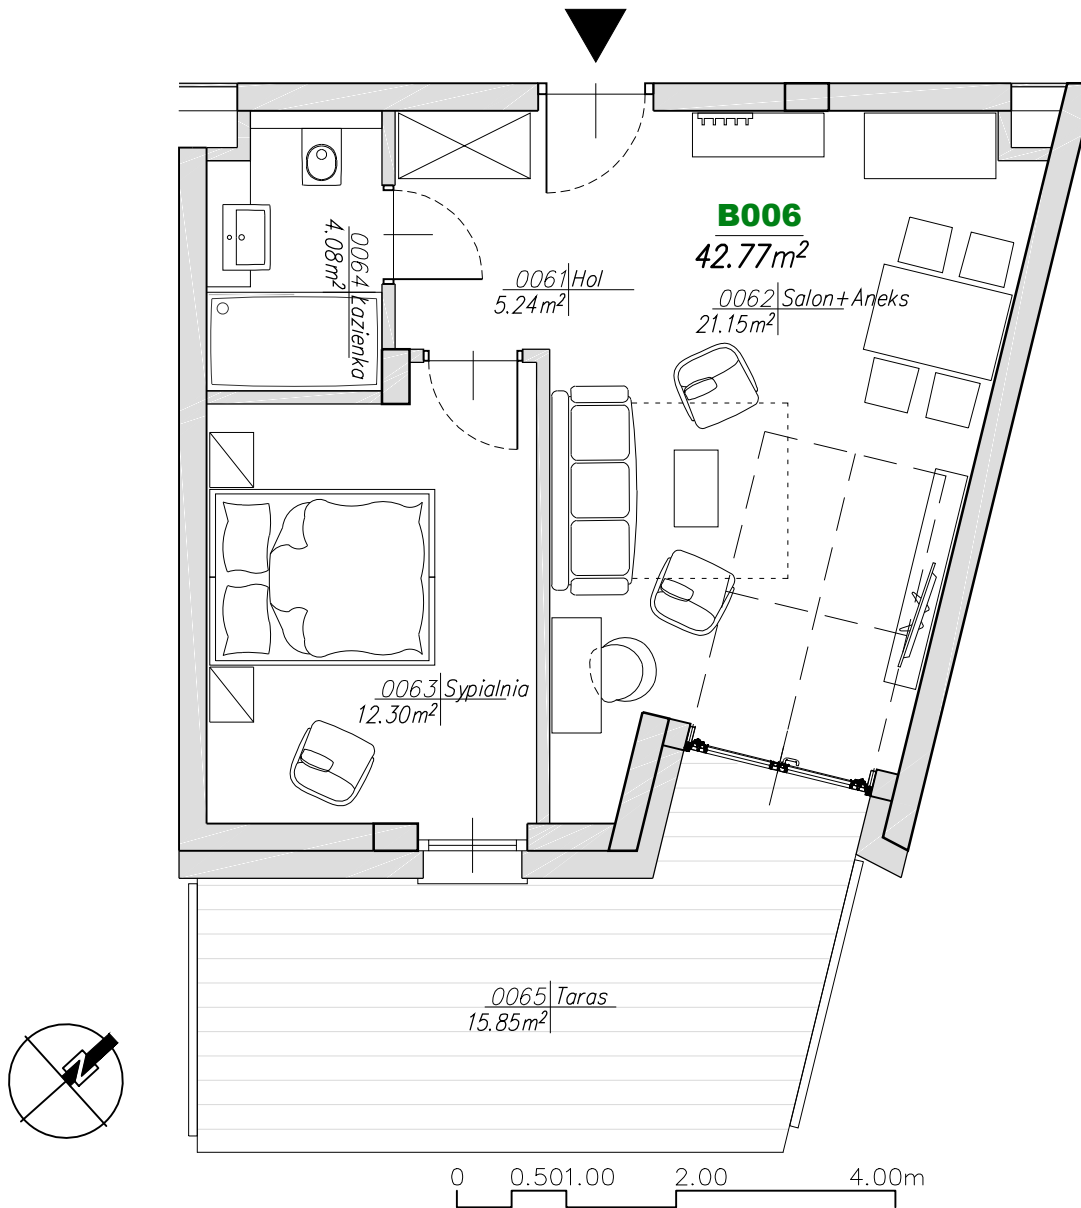 B006
42.77m²
0061 Hol
5.24m²
0062 Salon+Aneks
21.15m²
0064 Łazienka
4.08m²
0063 Sypialnia
12.30m²
0065 Taras
15.85m²
N
0 0.50 1.00 2.00 4.00m